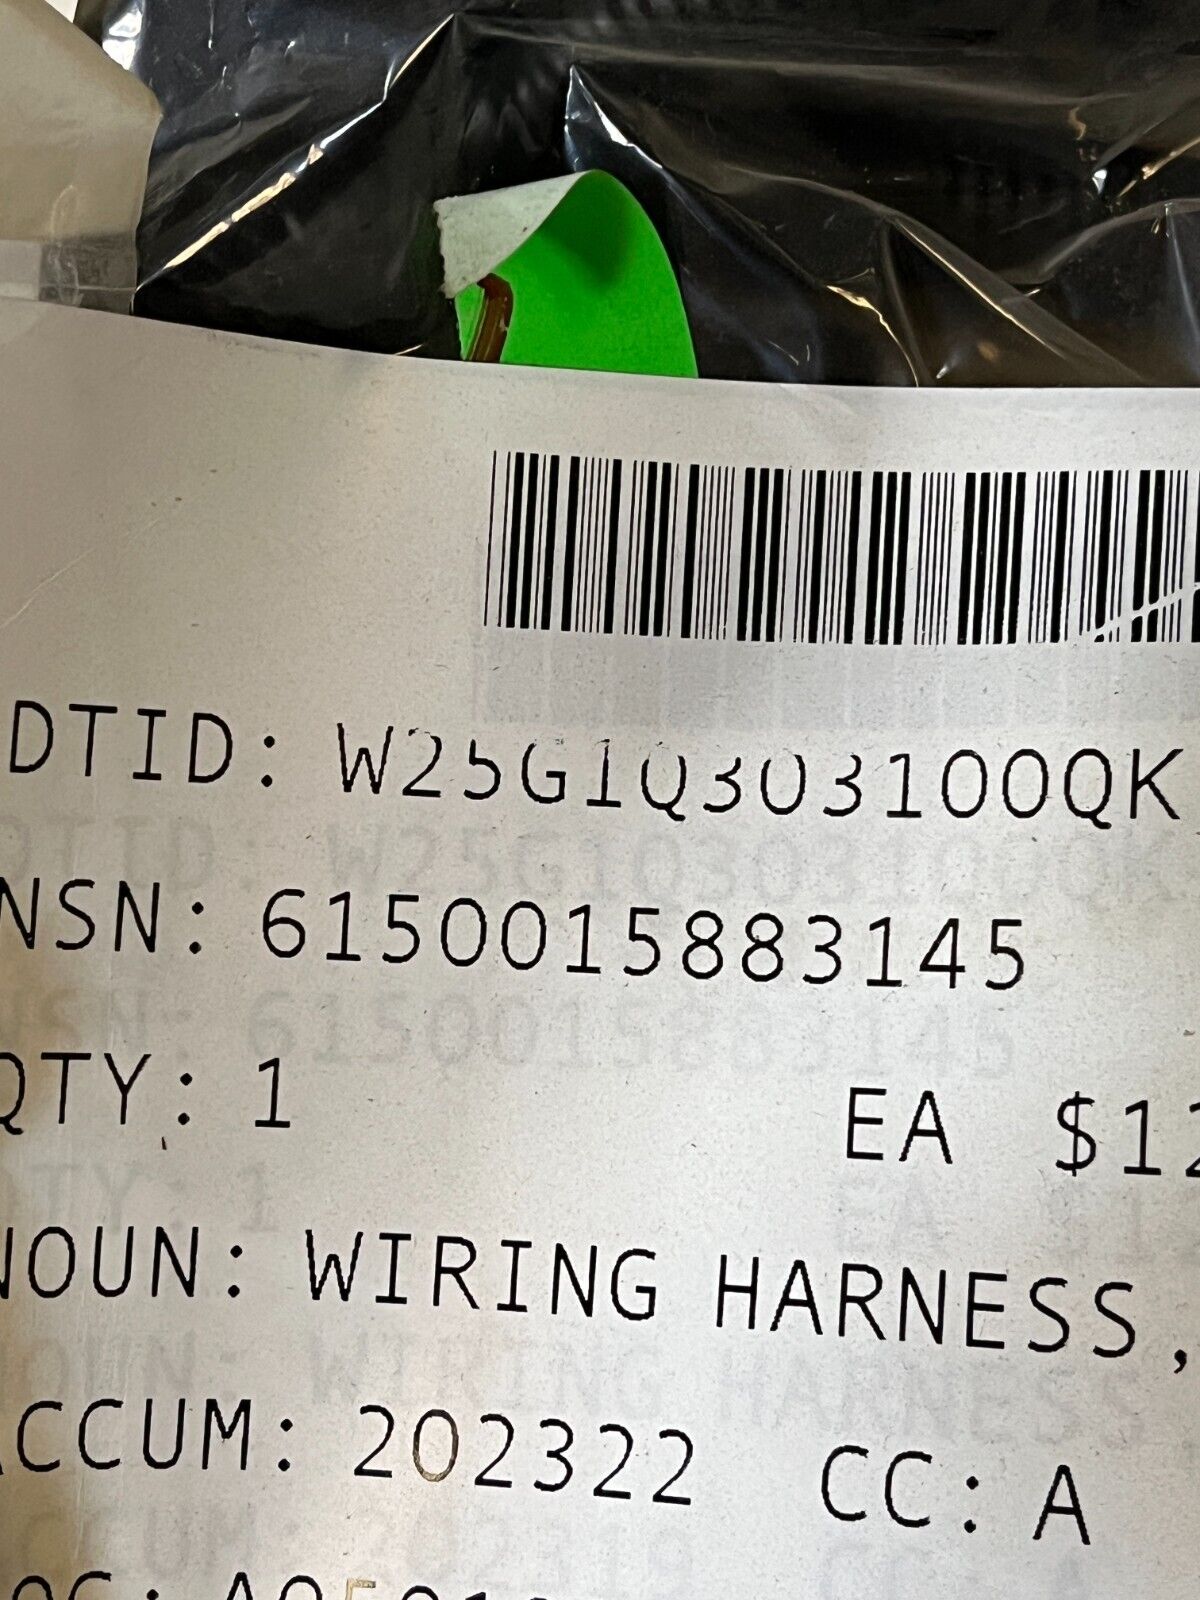 DTID: W25G1Q303100QK
NSN: 6150015883145
QTY: 1 EA $12
NOUN: WIRING HARNESS,
ACCUM: 202322 CC: A